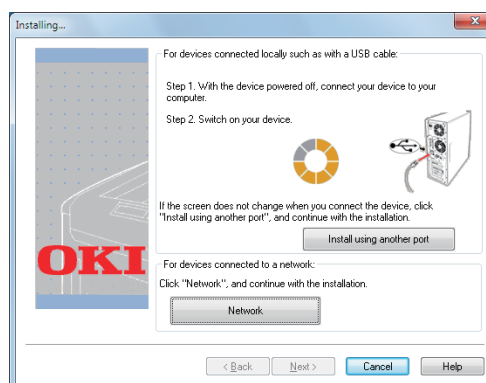 Installing...
For devices connected locally such as with a USB cable:
Step 1. With the device powered off, connect your device to your
computer.
Step 2. Switch on your device.
If the screen does not change when you connect the device, click
"Install using another port", and continue with the installation.
Install using another port
OKI
For devices connected to a network:
Click "Network", and continue with the installation.
Network
< Back
Next >
Cancel
Help